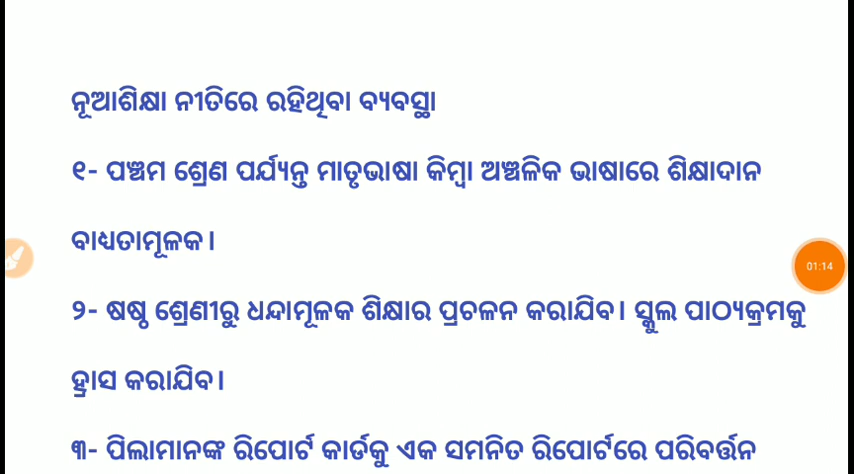 ନୂଆଶିକ୍ଷା ନୀତିରେ ରହିଥିବା ବ୍ୟବସ୍ଥା
୧- ପଞ୍ଚମ ଶ୍ରେଣ ପର୍ଯ୍ୟନ୍ତ ମାତୃଭାଷା କିମ୍ବା ଅଞ୍ଚଳିକ ଭାଷାରେ ଶିକ୍ଷାଦାନ
ବାଧ୍ୟତାମୂଳକ।
01:14
୨- ଷଷ୍ଠ ଶ୍ରେଣୀରୁ ଧନ୍ଦାମୂଳକ ଶିକ୍ଷାର ପ୍ରଚଳନ କରାଯିବ। ସ୍କୁଲ ପାଠ୍ୟକ୍ରମକୁ
ହ୍ରାସ କରାଯିବ।
୩- ପିଲାମାନଙ୍କ ରିପୋର୍ଟ କାର୍ଡକୁ ଏକ ସମନିତ ରିପୋର୍ଟରେ ପରିବର୍ତ୍ତନ